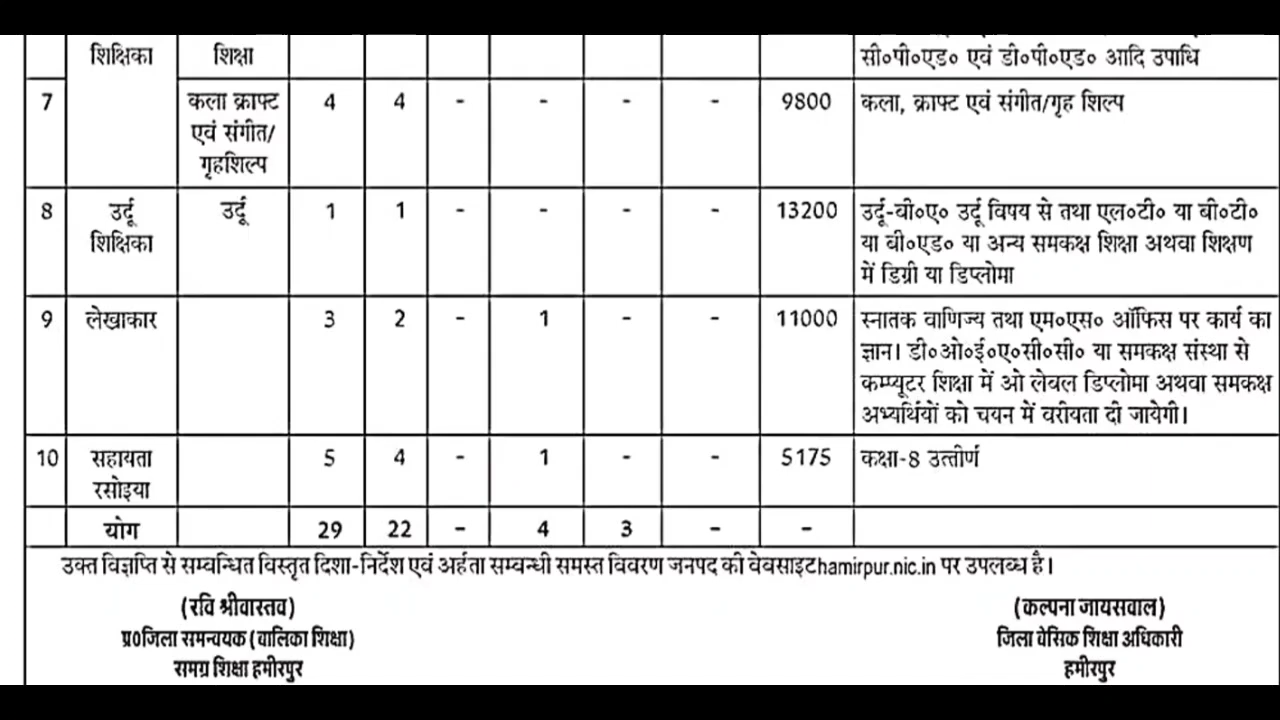 शिक्षिका शिक्षा सी०पी०एड० एवं डी०पी०एड० आदि उपाधि
7 कला क्राफ्ट 4 4 - - - - 9800 कला, क्राफ्ट एवं संगीत/गृह शिल्प
एवं संगीत/
गृहशिल्प
8 उर्दू उर्दू 1 1 - - - - 13200 उर्दू-बी०ए० उर्दू विषय से तथा एल०टी० या बी०टी०
शिक्षिका या बी०एड० या अन्य समकक्ष शिक्षा अथवा शिक्षण
में डिग्री या डिप्लोमा
9 लेखाकार 3 2 - 1 - - 11000 स्नातक वाणिज्य तथा एम०एस० ऑफिस पर कार्य का
ज्ञान। डी०ओ०ई०ए०सी०सी० या समकक्ष संस्था से
कम्प्यूटर शिक्षा में ओ लेवल डिप्लोमा अथवा समकक्ष
अभ्यर्थियों को चयन में वरीयता दी जायेगी।
10 सहायता 5 4 - 1 - - 5175 कक्षा-8 उत्तीर्ण
रसोइया
योग 29 22 - 4 3 - -
उक्त विज्ञप्ति से सम्बन्धित विस्तृत दिशा-निर्देश एवं अर्हता सम्बन्धी समस्त विवरण जनपद की वेबसाइटhamirpur.nic.in पर उपलब्ध है।
(रवि श्रीवास्तव) (कल्पना जायसवाल)
प्र०जिला समन्वयक (बालिका शिक्षा) जिला बेसिक शिक्षा अधिकारी
समग्र शिक्षा हमीरपुर हमीरपुर